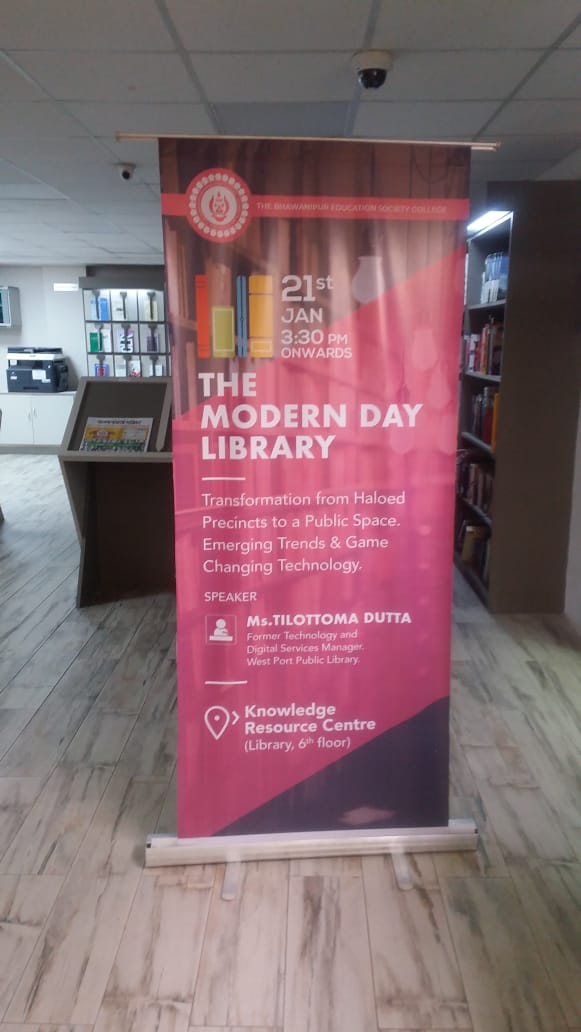 THE BHAWANIPUR EDUCATION SOCIETY COLLEGE
21st
JAN
3:30 PM
ONWARDS
THE
MODERN DAY
LIBRARY
Transformation from Haloed
Precincts to a Public Space.
Emerging Trends & Game
Changing Technology.
SPEAKER
Ms.TILOTTOMA DUTTA
Former Technology and
Digital Services Manager.
West Port Public Library.
Knowledge
Resource Centre
(Library, 6th floor)